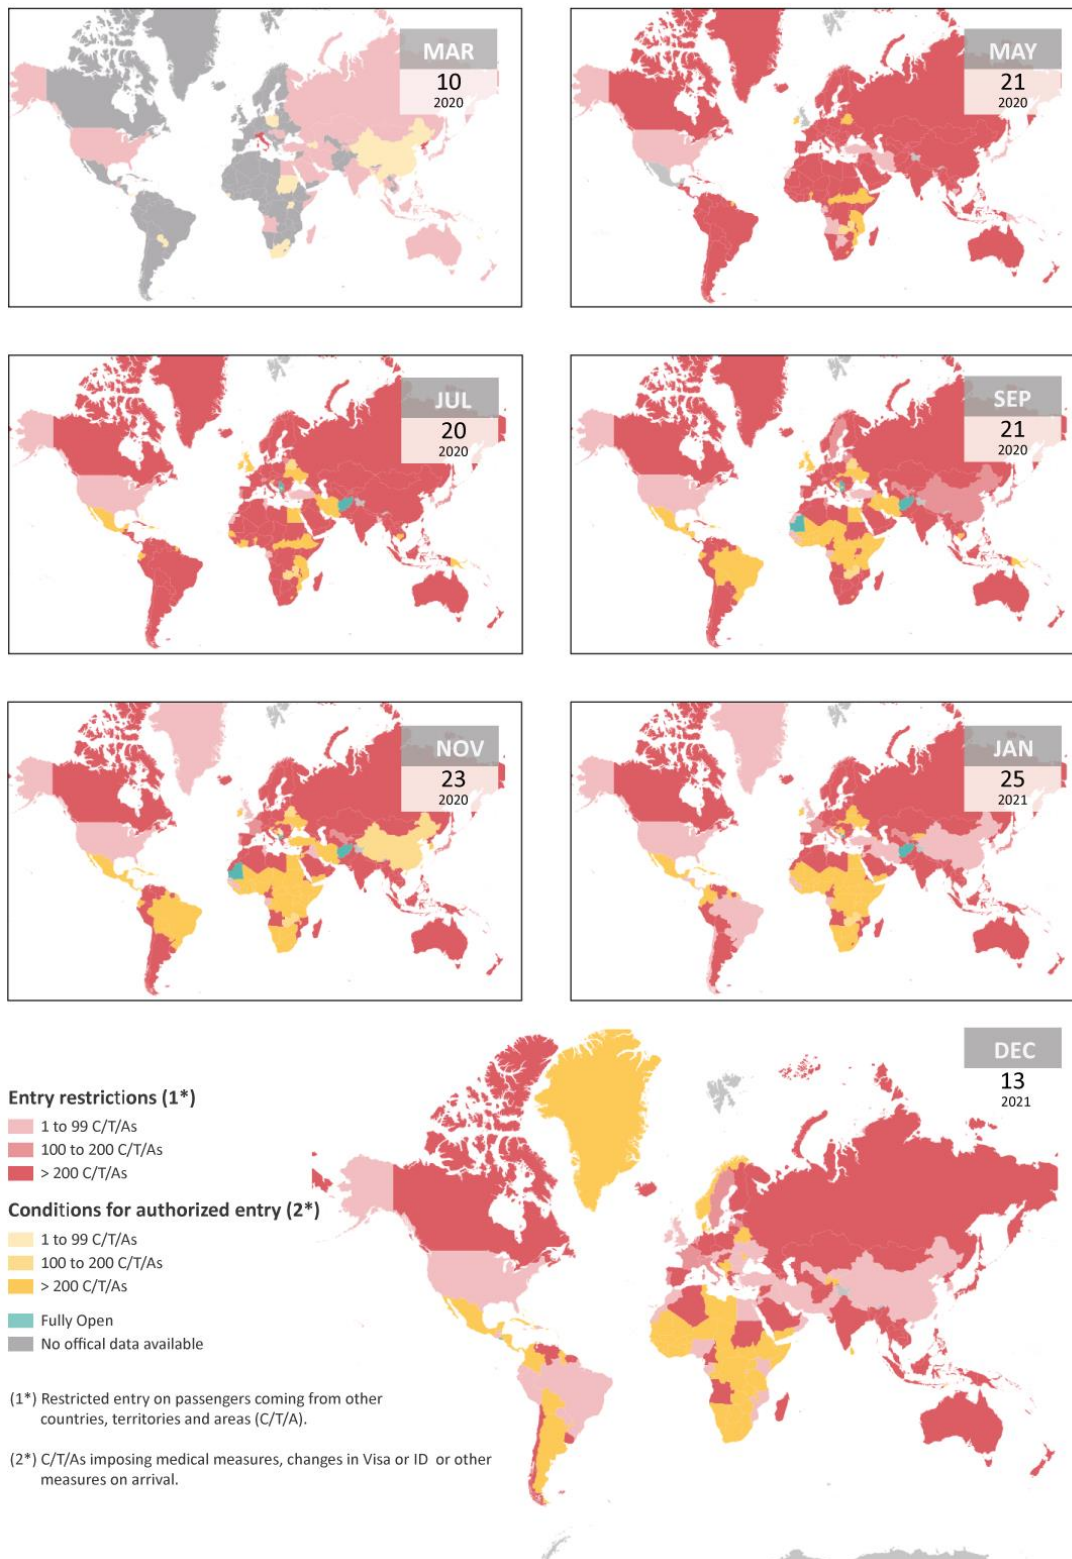 MAR
10
2020
MAY
21
2020
JUL
20
2020
SEP
21
2020
NOV
23
2020
JAN
25
2021
DEC
13
2021
Entry restrictions (1*)
1 to 99 C/T/As
100 to 200 C/T/As
> 200 C/T/As
Conditions for authorized entry (2*)
1 to 99 C/T/As
100 to 200 C/T/As
> 200 C/T/As
Fully Open
No offical data available
(1*) Restricted entry on passengers coming from other
countries, territories and areas (C/T/A).
(2*) C/T/As imposing medical measures, changes in Visa or ID or other
measures on arrival.